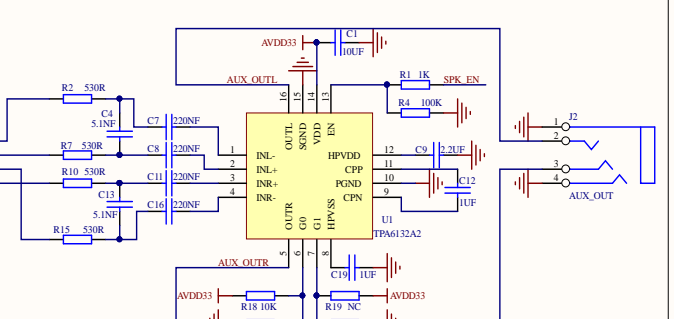 C1
AVDD33
10UF
AUX_OUTL
R1 1K
SPK_EN
R2 530R
16
15
14
13
R4 100K
C4
5.1NF
C7
220NF
OUTL
SGND
VDD
EN
J2
1
2
R7 530R
C8
220NF
1
INL-
HPVDD
12
C9
2.2UF
2
INL+
CPP
11
3
R10 530R
C11
220NF
3
INR+
PGND
10
C12
4
C13
4
INR-
CPN
9
AUX_OUT
5.1NF
C16
220NF
1UF
OUTR
G0
G1
HPVSS
U1
R15 530R
TPA6132A2
5
6
7
8
AUX_OUTR
C19
1UF
AVDD33
AVDD33
R18 10K
R19 NC